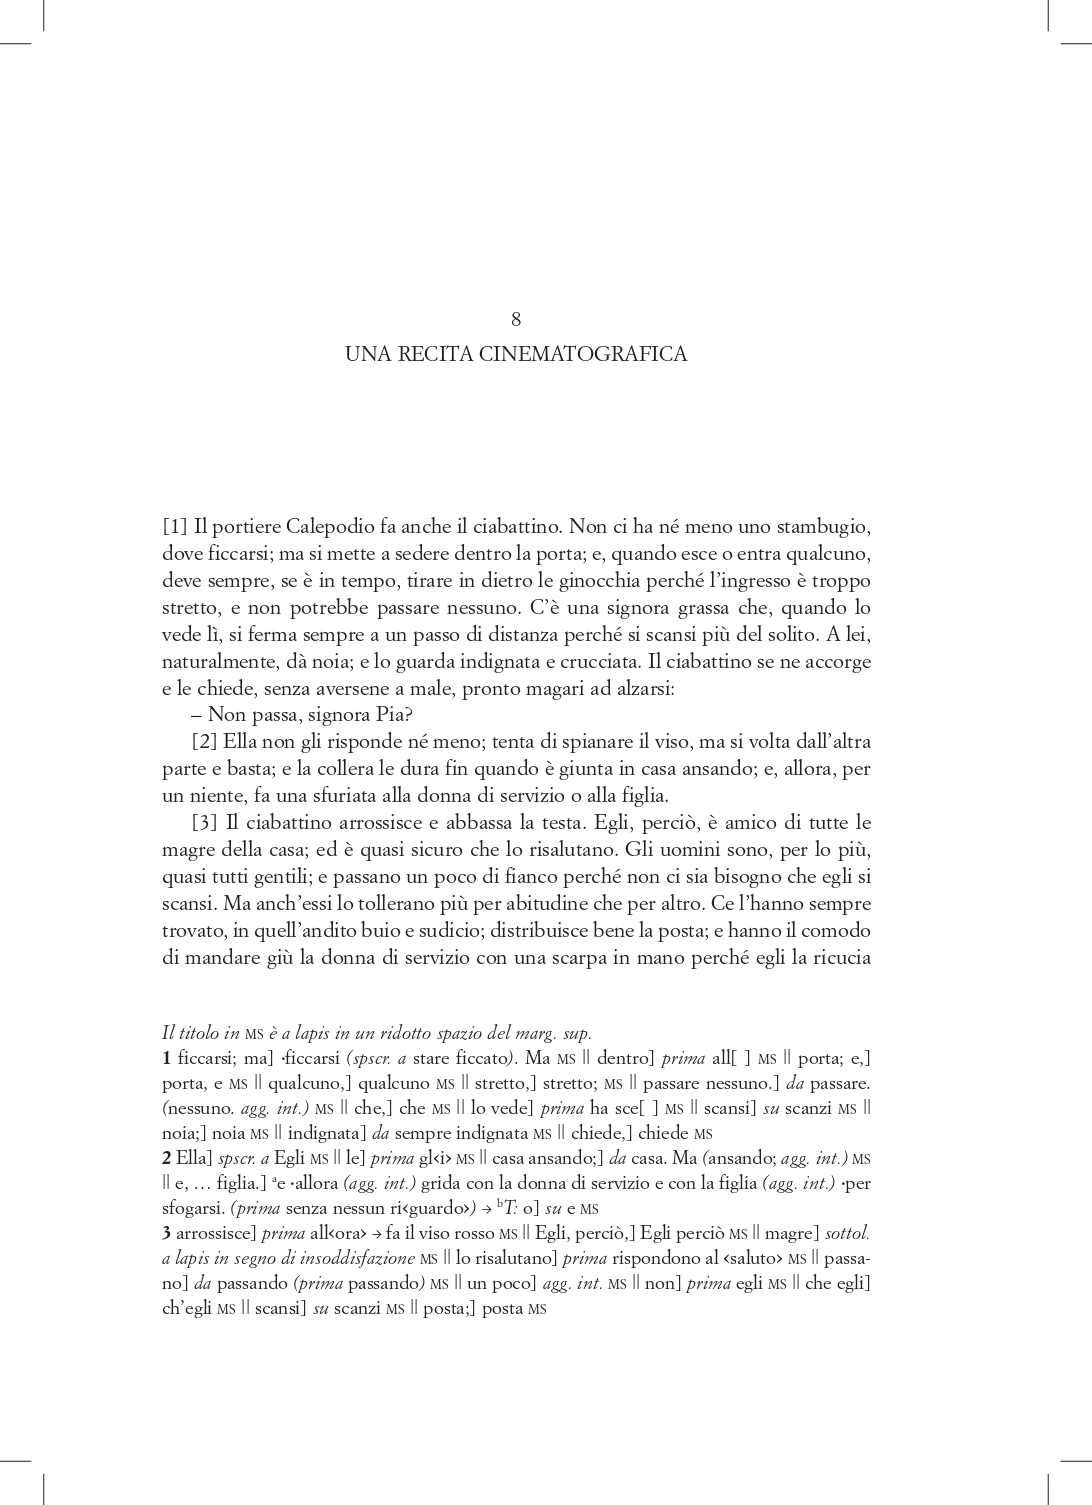 8
UNA RECITA CINEMATOGRAFICA
[1] Il portiere Calepodio fa anche il ciabattino. Non ci ha né meno uno stambugio,
dove ficcarsi; ma si mette a sedere dentro la porta; e, quando esce o entra qualcuno,
deve sempre, se è in tempo, tirare in dietro le ginocchia perché l’ingresso è troppo
stretto, e non potrebbe passare nessuno. C’è una signora grassa che, quando lo
vede lì, si ferma sempre a un passo di distanza perché si scansi più del solito. A lei,
naturalmente, dà noia; e lo guarda indignata e crucciata. Il ciabattino se ne accorge
e le chiede, senza aversene a male, pronto magari ad alzarsi:
– Non passa, signora Pia?
[2] Ella non gli risponde né meno; tenta di spianare il viso, ma si volta dall’altra
parte e basta; e la collera le dura fin quando è giunta in casa ansando; e, allora, per
un niente, fa una sfuriata alla donna di servizio o alla figlia.
[3] Il ciabattino arrossisce e abbassa la testa. Egli, perciò, è amico di tutte le
magre della casa; ed è quasi sicuro che lo risalutano. Gli uomini sono, per lo più,
quasi tutti gentili; e passano un poco di fianco perché non ci sia bisogno che egli si
scansi. Ma anch’essi lo tollerano più per abitudine che per altro. Ce l’hanno sempre
trovato, in quell’andito buio e sudicio; distribuisce bene la posta; e hanno il comodo
di mandare giù la donna di servizio con una scarpa in mano perché egli la ricucia
Il titolo in MS è a lapis in un ridotto spazio del marg. sup.
1 ficcarsi; ma] ·ficcarsi (spscr. a stare ficcato). Ma MS || dentro] prima all[ ] MS || porta; e,]
porta, e MS || qualcuno,] qualcuno MS || stretto,] stretto; MS || passare nessuno.] da passare.
(nessuno. agg. int.) MS || che,] che MS || lo vede] prima ha sce[ ] MS || scansi] su scanzi MS ||
noia;] noia MS || indignata] da sempre indignata MS || chiede,] chiede MS
2 Ella] spscr. a Egli MS || le] prima gl‹i› MS || casa ansando;] da casa. Ma (ansando; agg. int.) MS
|| e, … figlia.] ᵃe ·allora (agg. int.) grida con la donna di servizio e con la figlia (agg. int.) ·per
sfogarsi. (prima senza nessun ri‹guardo›) → ᵇT: o] su e MS
3 arrossisce] prima all‹ora› → fa il viso rosso MS || Egli, perciò,] Egli perciò MS || magre] sottol.
a lapis in segno di insoddisfazione MS || lo risalutano] prima rispondono al ‹saluto› MS || passa-
no] da passando (prima passando) MS || un poco] agg. int. MS || non] prima egli MS || che egli]
ch’egli MS || scansi] su scanzi MS || posta;] posta MS